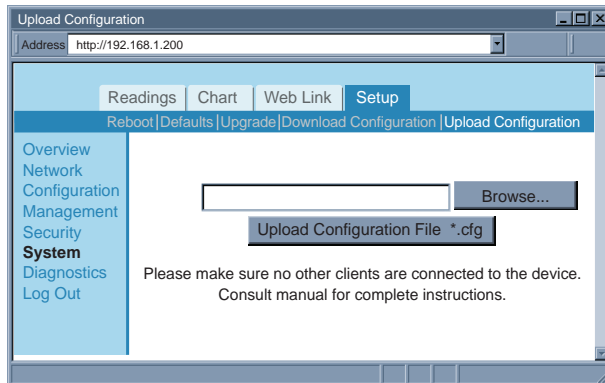 Upload Configuration
Address http://192.168.1.200
Readings Chart Web Link Setup
Reboot|Defaults|Upgrade|Download Configuration |Upload Configuration
Overview
Network
Configuration
Management
Security
System
Diagnostics
Log Out
Browse...
Upload Configuration File *.cfg
Please make sure no other clients are connected to the device.
Consult manual for complete instructions.